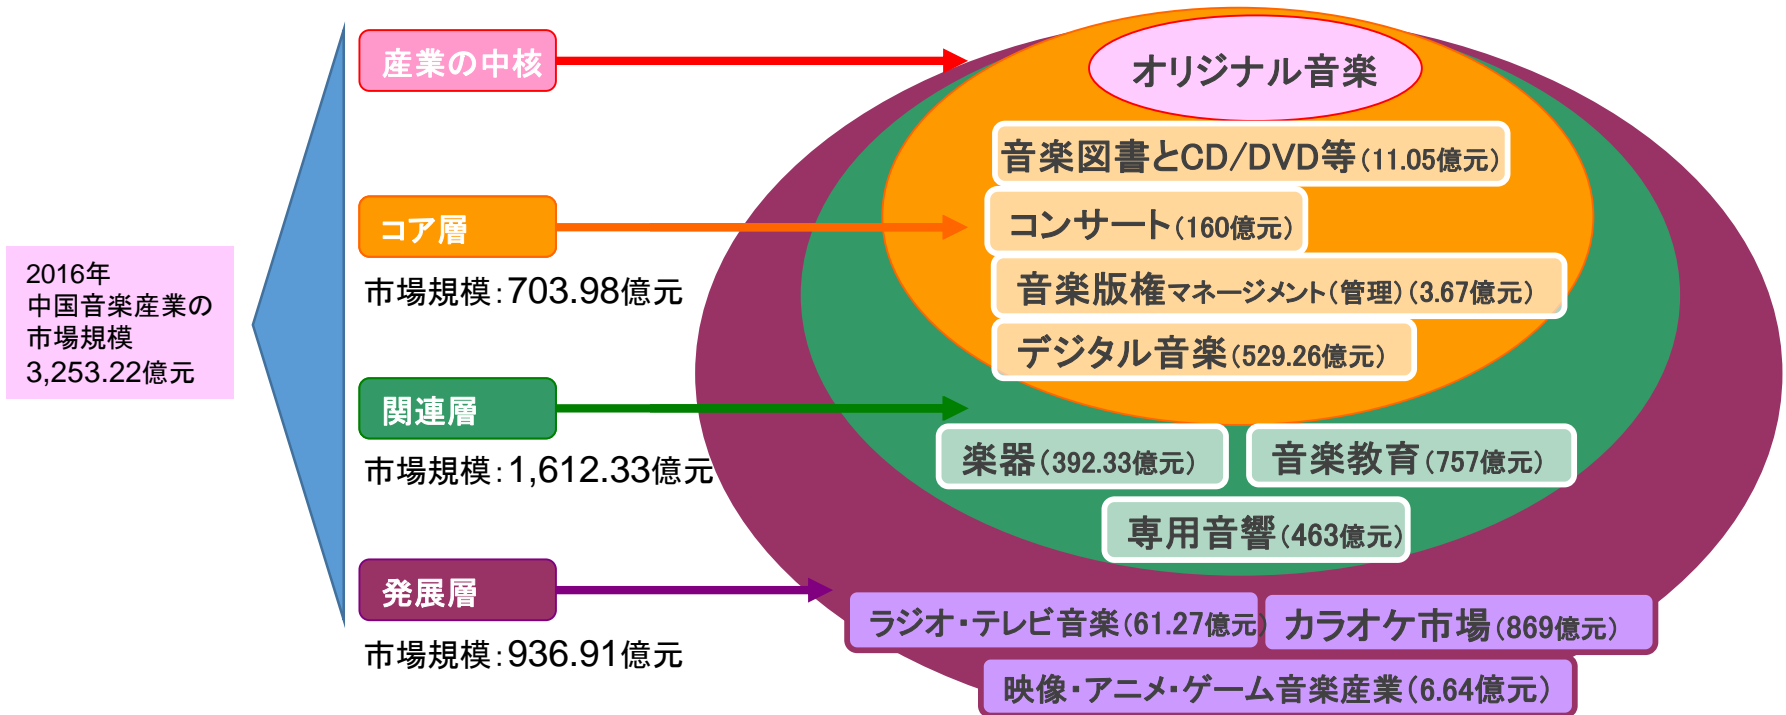 2016年
中国音楽産業の
市場規模
3,253.22億元
産業の中核
コア層
市場規模：703.98億元
関連層
市場規模：1,612.33億元
発展層
市場規模：936.91億元
オリジナル音楽
音楽図書とCD/DVD等（11.05億元）
コンサート（160億元）
音楽版権マネージメント（管理）（3.67億元）
デジタル音楽（529.26億元）
楽器（392.33億元）
音楽教育（757億元）
専用音響（463億元）
ラジオ・テレビ音楽（61.27億元）
カラオケ市場（869億元）
映像・アニメ・ゲーム音楽産業（6.64億元）